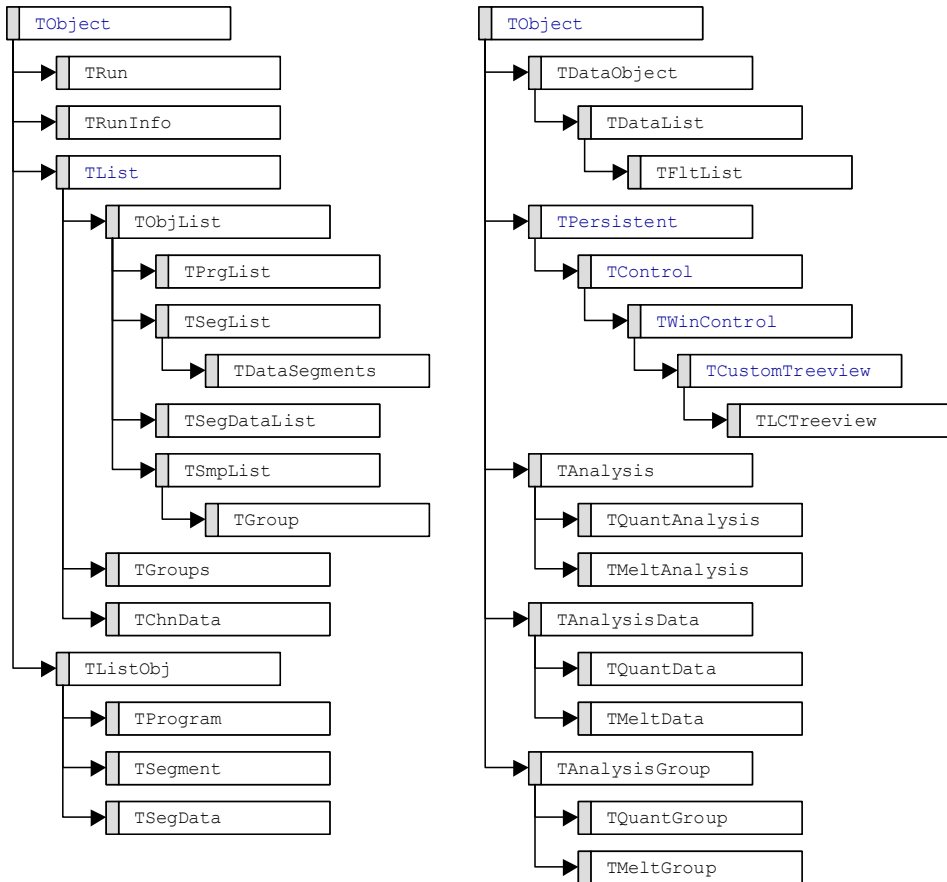 TObject
TRun
TRunInfo
TList
TObjList
TPrgList
TSegList
TDataSegments
TSegDataList
TSmpList
TGroup
TGroups
TChnData
TListObj
TProgram
TSegment
TSegData
TObject
TDataObject
TDataList
TFltList
TPersistent
TControl
TWinControl
TCustomTreeview
TLCTreeview
TAnalysis
TQuantAnalysis
TMeltAnalysis
TAnalysisData
TQuantData
TMeltData
TAnalysisGroup
TQuantGroup
TMeltGroup